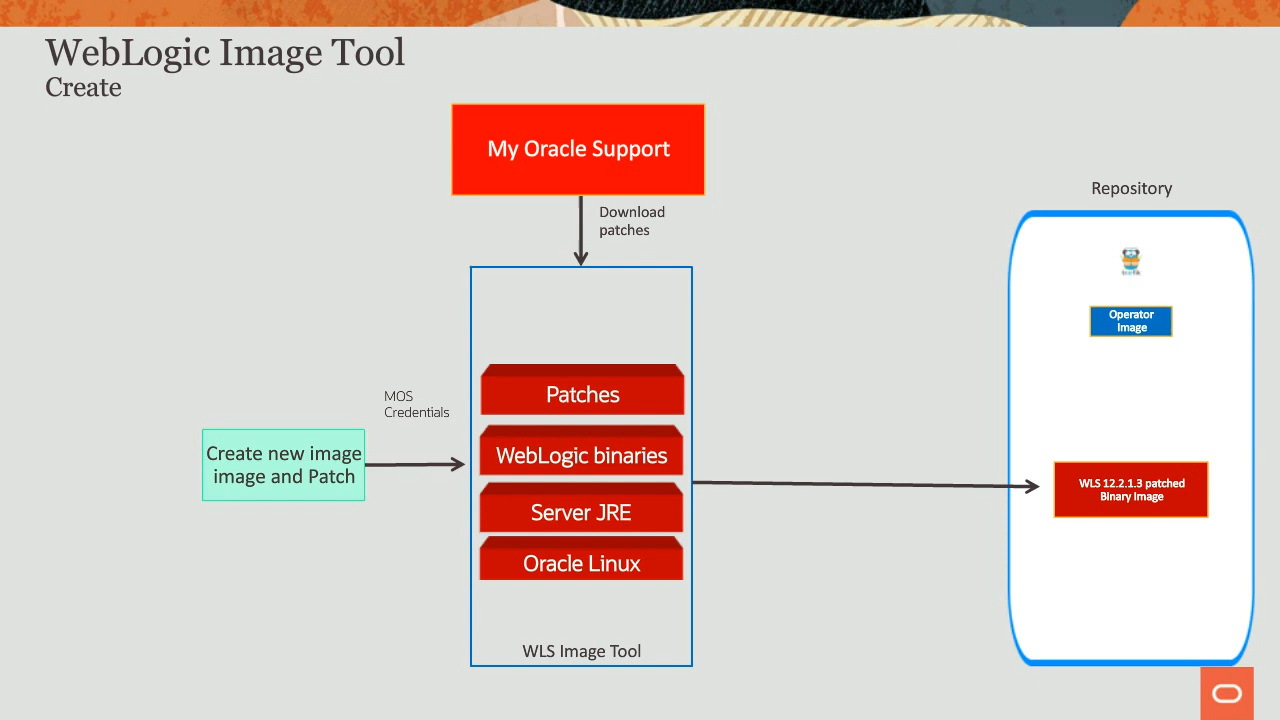 WebLogic Image Tool
Create
My Oracle Support
Download
patches
Repository
Operator
Image
MOS
Credentials
Create new image
image and Patch
Patches
WebLogic binaries
Server JRE
Oracle Linux
WLS 12.2.1.3 patched
Binary Image
WLS Image Tool